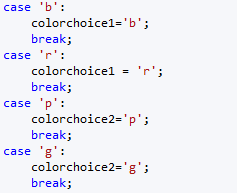 case 'b':
    colorchoice1='b';
    break;
case 'r':
    colorchoice1 = 'r';
    break;
case 'p':
    colorchoice2='p';
    break;
case 'g':
    colorchoice2='g';
    break;